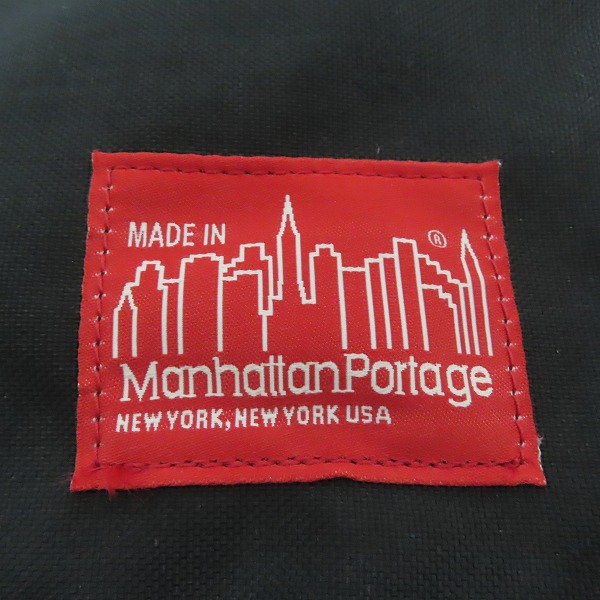 MADE IN
®
ManhattanPortage
NEW YORK, NEW YORK USA